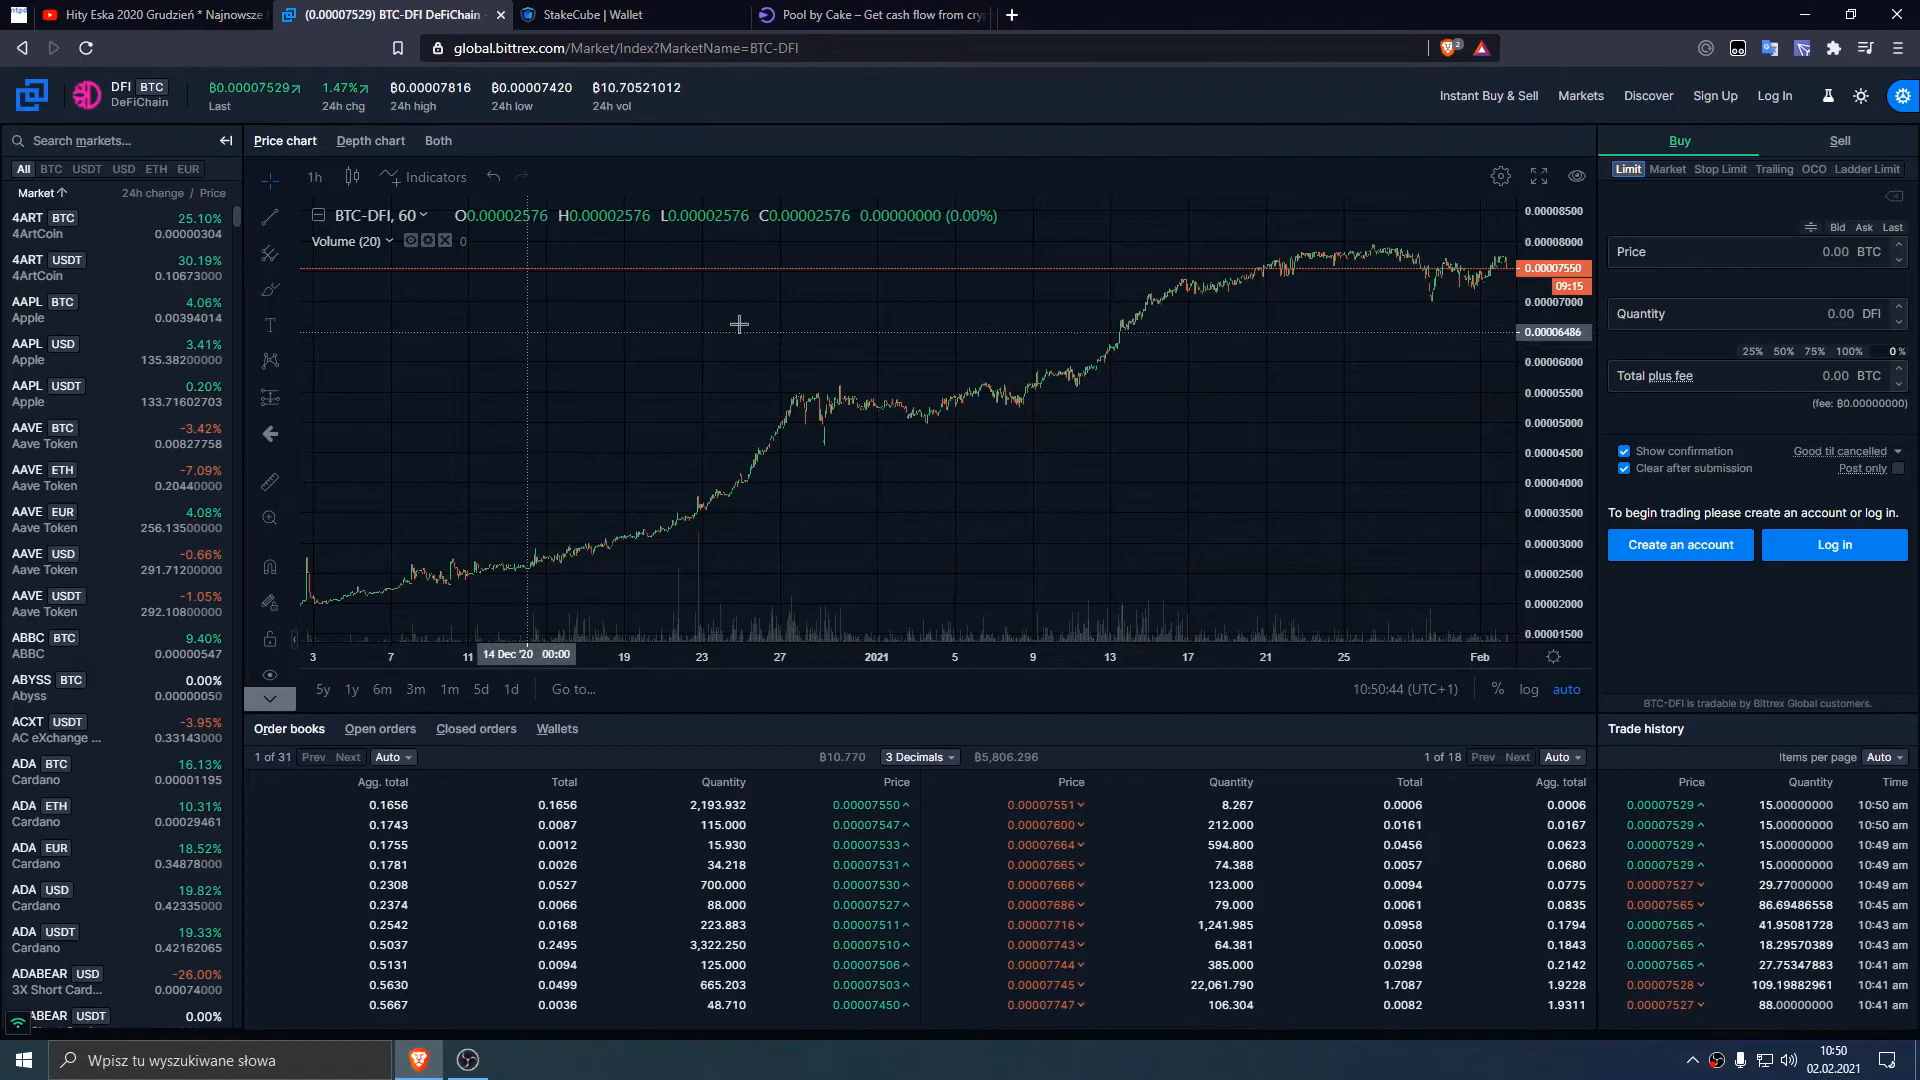 Hity Eska 2020 Grudzień * Najnowsze
(0.00007529) BTC-DFI DeFiChain -
StakeCube | Wallet
Pool by Cake – Get cash flow from cry
global.bittrex.com/Market/Index?MarketName=BTC-DFI
2
DFI BTC
DeFiChain
₿0.00007529 1.47% ₿0.00007816 ₿0.00007420 ₿10.70521012
Last 24h chg 24h high 24h low 24h vol
Instant Buy & Sell Markets Discover Sign Up Log In
Search markets...
All BTC USDT USD ETH EUR
Market 24h change / Price
4ART BTC 25.10%
4ArtCoin 0.00000304
4ART USDT 30.19%
4ArtCoin 0.10673000
AAPL BTC 4.06%
Apple 0.00394014
AAPL USD 3.41%
Apple 135.38200000
AAPL USDT 0.20%
Apple 133.71602703
AAVE BTC -3.42%
Aave Token 0.00827758
AAVE ETH -7.09%
Aave Token 0.20440000
AAVE EUR 4.08%
Aave Token 256.13500000
AAVE USD -0.66%
Aave Token 291.71200000
AAVE USDT -1.05%
Aave Token 292.10800000
ABBC BTC 9.40%
ABBC 0.00000547
ABYSS BTC 0.00%
Abyss 0.00000050
ACXT USDT -3.95%
AC eXchange ... 0.33143000
ADA BTC 16.13%
Cardano 0.00001195
ADA ETH 10.31%
Cardano 0.00029461
ADA EUR 18.52%
Cardano 0.34878000
ADA USD 19.82%
Cardano 0.42335000
ADA USDT 19.33%
Cardano 0.42162065
ADABEAR USD -26.00%
3X Short Card... 0.00074000
ABEAR USDT 0.00%
Price chart Depth chart Both
1h Indicators
BTC-DFI, 60 O0.00002576 H0.00002576 L0.00002576 C0.00002576 0.00000000 (0.00%)
Volume (20) 0
0.00008500
0.00008000
0.00007550
09:15
0.00007000
0.00006486
0.00006000
0.00005500
0.00005000
0.00004500
0.00004000
0.00003500
0.00003000
0.00002500
0.00002000
0.00001500
3 7 11 14 Dec '20 00:00 19 23 27 2021 5 9 13 17 21 25 Feb
5y 1y 6m 3m 1m 5d 1d Go to... 10:50:44 (UTC+1) % log auto
Buy Sell
Limit Market Stop Limit Trailing OCO Ladder Limit
Bid Ask Last
Price 0.00 BTC
Quantity 0.00 DFI
25% 50% 75% 100% 0 %
Total plus fee 0.00 BTC
(fee: ₿0.00000000)
Show confirmation Good til cancelled
Clear after submission Post only
To begin trading please create an account or log in.
Create an account Log in
BTC-DFI is tradable by Bittrex Global customers.
Order books Open orders Closed orders Wallets
1 of 31 Prev Next Auto ₿10.770 3 Decimals ₿5,806.296 1 of 18 Prev Next Auto
Agg. total Total Quantity Price Price Quantity Total Agg. total
0.1656 0.1656 2,193.932 0.00007550 0.00007551 8.267 0.0006 0.0006
0.1743 0.0087 115.000 0.00007547 0.00007600 212.000 0.0161 0.0167
0.1755 0.0012 15.930 0.00007533 0.00007664 594.800 0.0456 0.0623
0.1781 0.0026 34.218 0.00007531 0.00007665 74.388 0.0057 0.0680
0.2308 0.0527 700.000 0.00007530 0.00007666 123.000 0.0094 0.0775
0.2374 0.0066 88.000 0.00007527 0.00007686 79.000 0.0061 0.0835
0.2542 0.0168 223.883 0.00007511 0.00007716 1,241.985 0.0958 0.1794
0.5037 0.2495 3,322.250 0.00007510 0.00007743 64.381 0.0050 0.1843
0.5131 0.0094 125.000 0.00007506 0.00007744 385.000 0.0298 0.2142
0.5630 0.0499 665.203 0.00007503 0.00007745 22,061.790 1.7087 1.9228
0.5667 0.0036 48.710 0.00007450 0.00007747 106.304 0.0082 1.9311
Trade history
Items per page Auto
Price Quantity Time
0.00007529 15.00000000 10:50 am
0.00007529 15.00000000 10:50 am
0.00007529 15.00000000 10:49 am
0.00007529 15.00000000 10:49 am
0.00007527 29.77000000 10:49 am
0.00007565 86.69486558 10:45 am
0.00007565 41.95081728 10:43 am
0.00007565 18.29570389 10:43 am
0.00007565 27.75347883 10:41 am
0.00007528 109.19882961 10:41 am
0.00007527 88.00000000 10:41 am
Wpisz tu wyszukiwane słowa
10:50
02.02.2021